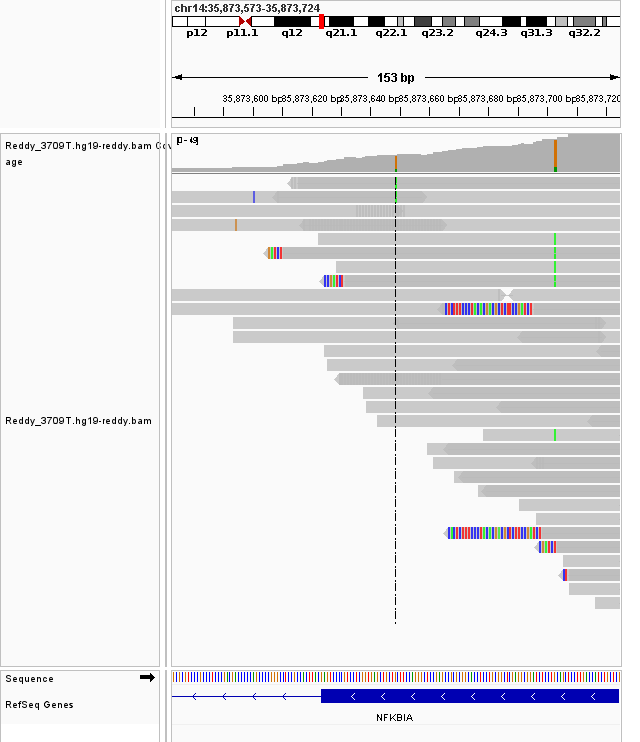 chr14:35,873,573-35,873,724
p12 p11.1 q12 q21.1 q22.1 q23.2 q24.3 q31.3 q32.2
153 bp
35,873,600 bp 35,873,620 bp 35,873,640 bp 35,873,660 bp 35,873,680 bp 35,873,700 bp 35,873,720
Reddy_3709T.hg19-reddy.bam Cov
age
[0 - 49]
Reddy_3709T.hg19-reddy.bam
Sequence
RefSeq Genes
NFKBIA